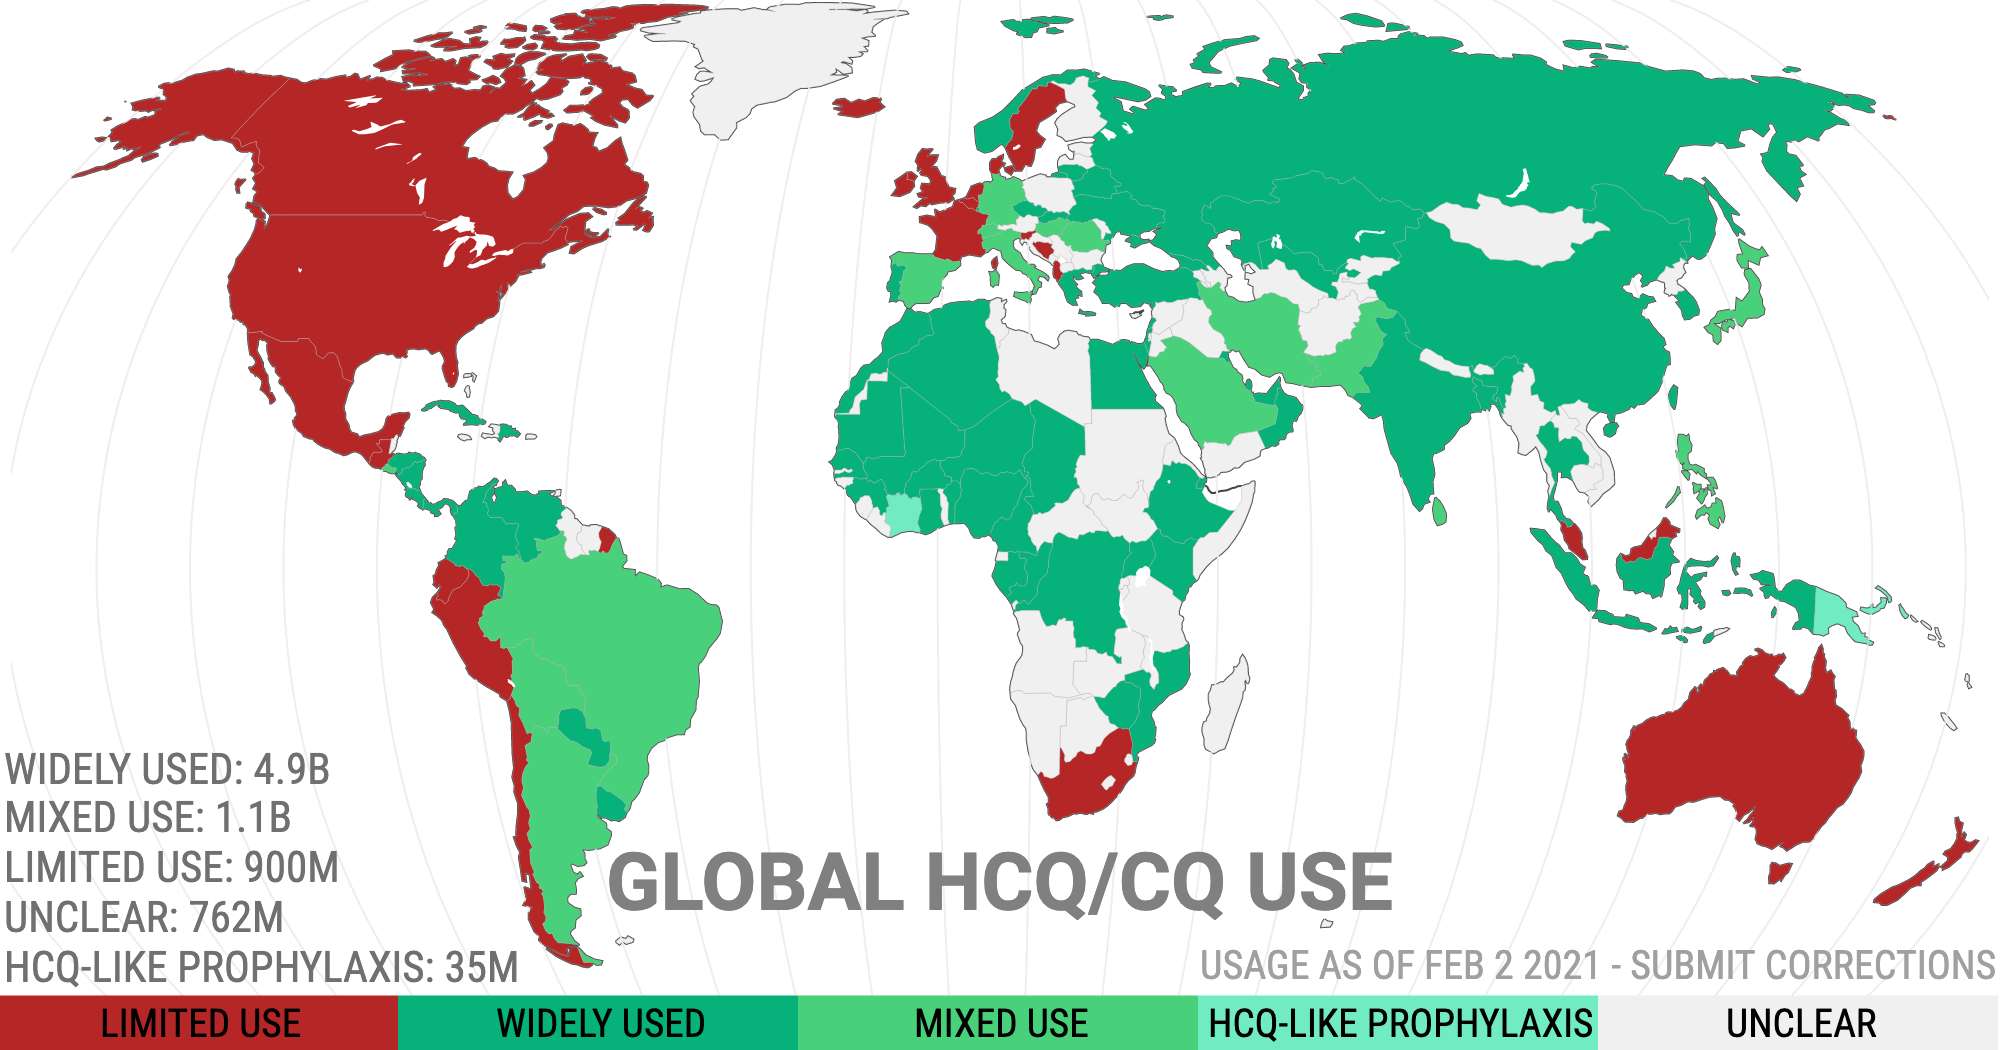 WIDELY USED: 4.9B
MIXED USE: 1.1B
LIMITED USE: 900M
UNCLEAR: 762M
HCQ-LIKE PROPHYLAXIS: 35M
GLOBAL HCQ/CQ USE
USAGE AS OF FEB 2 2021 - SUBMIT CORRECTIONS
LIMITED USE
WIDELY USED
MIXED USE
HCQ-LIKE PROPHYLAXIS
UNCLEAR